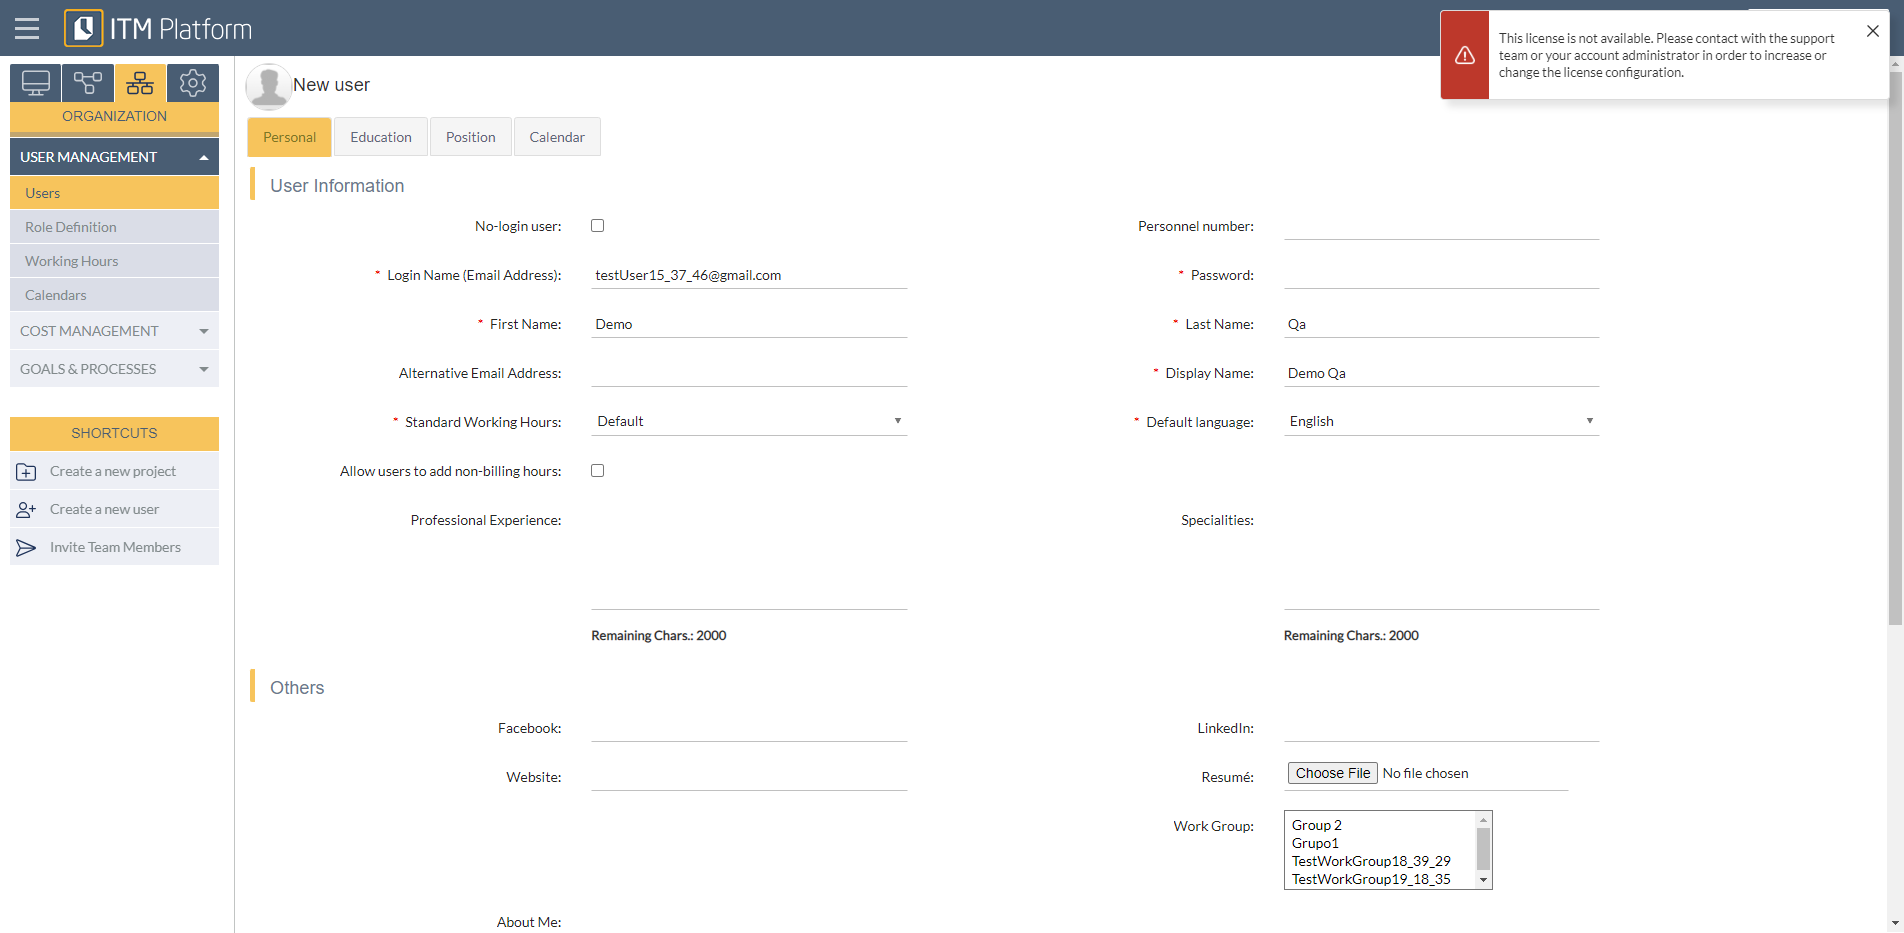 ITM Platform
This license is not available. Please contact with the support
team or your account administrator in order to increase or
change the license configuration.
ORGANIZATION
USER MANAGEMENT
Users
Role Definition
Working Hours
Calendars
COST MANAGEMENT
GOALS & PROCESSES
SHORTCUTS
Create a new project
Create a new user
Invite Team Members
New user
Personal Education Position Calendar
User Information
No-login user:
Personnel number:
* Login Name (Email Address): testUser15_37_46@gmail.com
* Password:
* First Name: Demo
* Last Name: Qa
Alternative Email Address:
* Display Name: Demo Qa
* Standard Working Hours: Default
* Default language: English
Allow users to add non-billing hours:
Professional Experience:
Specialities:
Remaining Chars.: 2000
Remaining Chars.: 2000
Others
Facebook:
LinkedIn:
Website:
Resumé: Choose File No file chosen
Work Group:
Group 2
Grupo1
TestWorkGroup18_39_29
TestWorkGroup19_18_35
About Me: